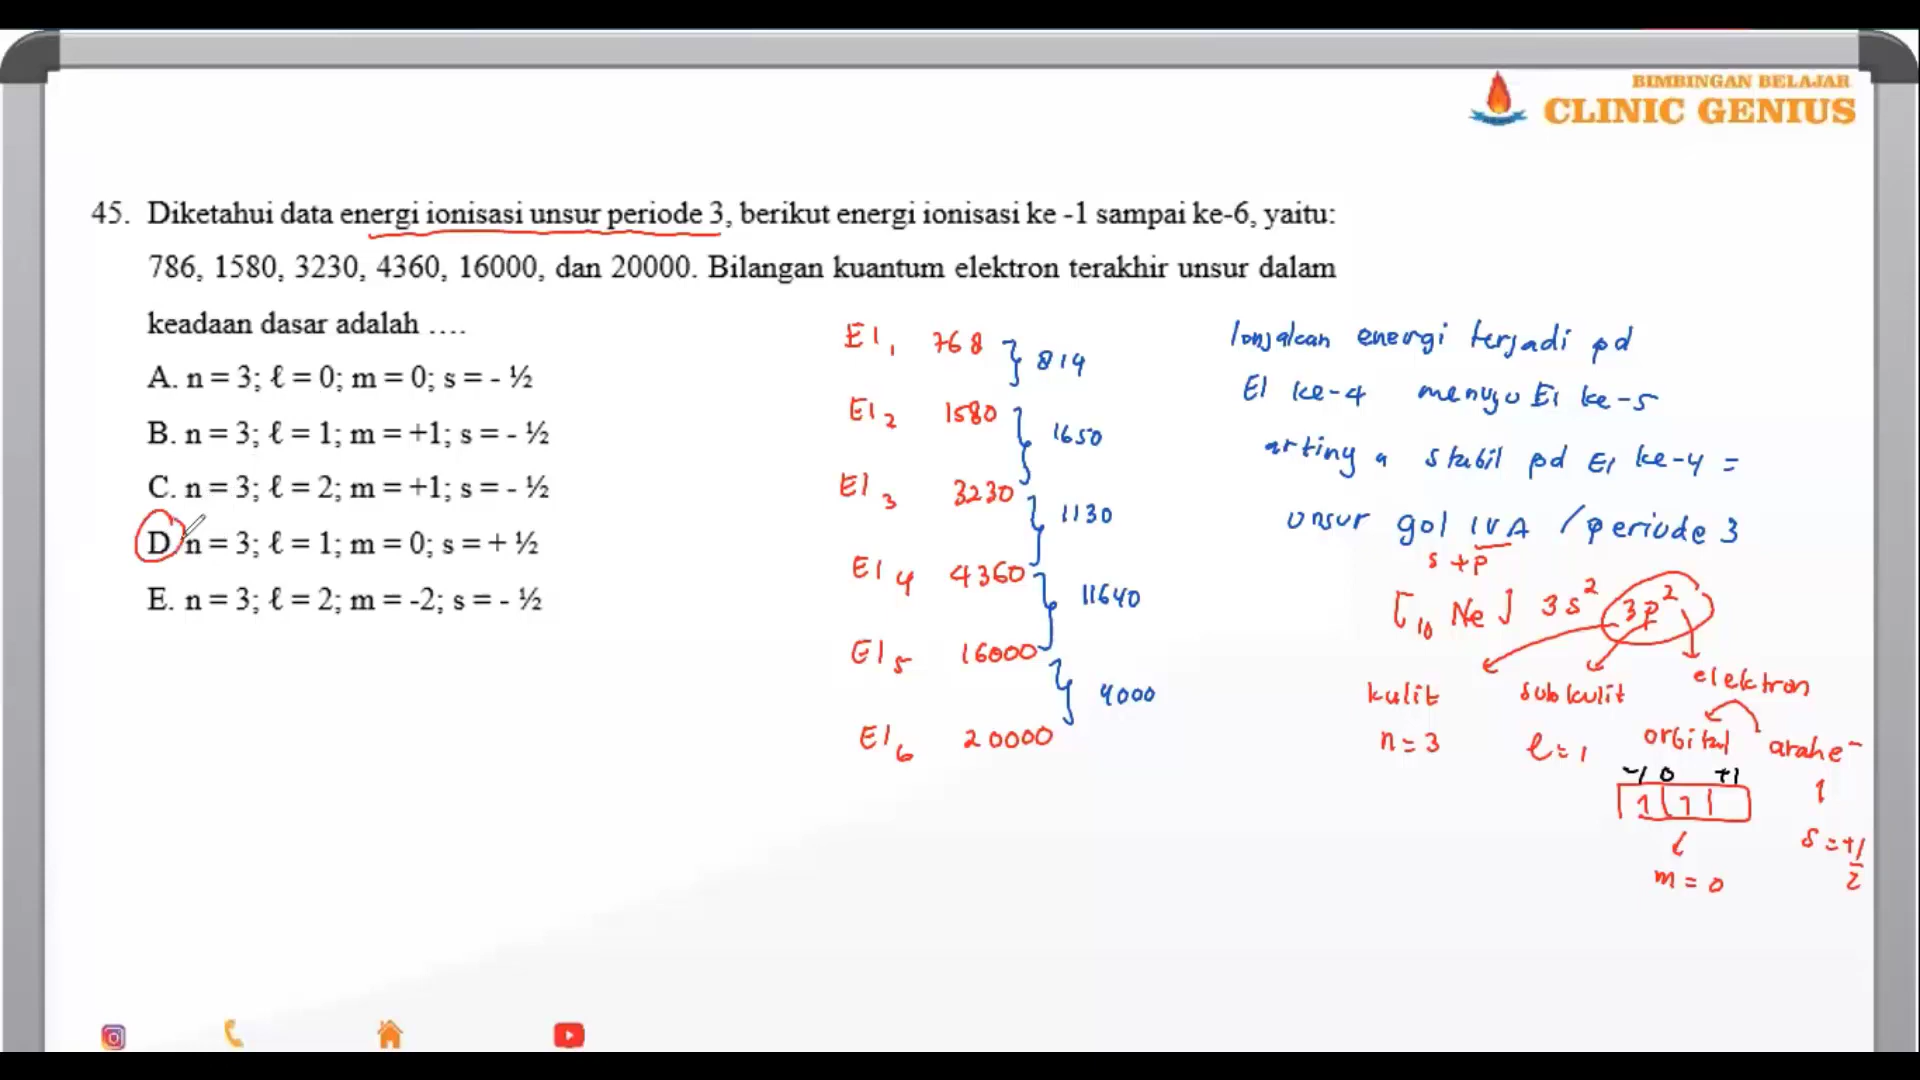 BIMBINGAN BELAJAR
CLINIC GENIUS
45. Diketahui data energi ionisasi unsur periode 3, berikut energi ionisasi ke -1 sampai ke-6, yaitu:
786, 1580, 3230, 4360, 16000, dan 20000. Bilangan kuantum elektron terakhir unsur dalam
keadaan dasar adalah ….
A. n = 3; ℓ = 0; m = 0; s = - ½
B. n = 3; ℓ = 1; m = +1; s = - ½
C. n = 3; ℓ = 2; m = +1; s = - ½
D n = 3; ℓ = 1; m = 0; s = + ½
E. n = 3; ℓ = 2; m = -2; s = - ½
EI1 768
814
EI2 1580
1650
EI3 3230
1130
EI4 4360
11640
EI5 16000
4000
EI6 20000
lonjakan energi terjadi pd
EI ke-4 menuju EI ke-5
artinya stabil pd EI ke-4 =
unsur gol IVA / periode 3
s + p
[10 Ne] 3s² 3p²
kulit subkulit elektron
n = 3 ℓ = 1 orbital arah e⁻
-1 0 +1
1 1 1
m = 0
s = +1/2